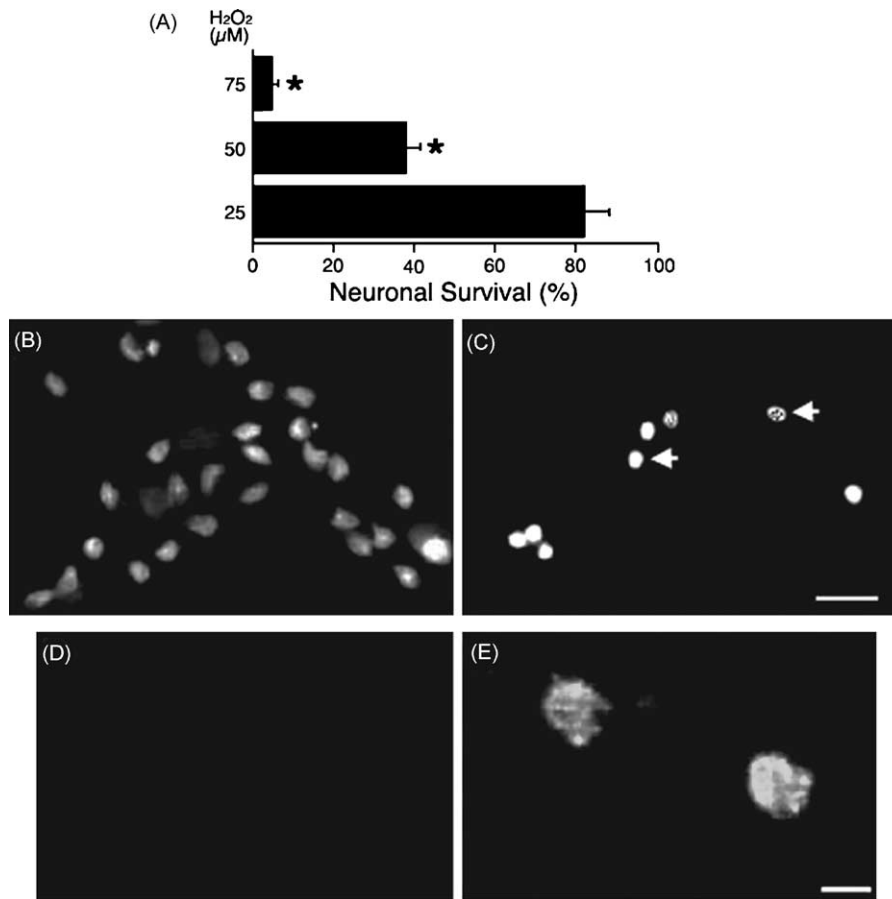 (A)
H₂O₂
(μM)
75
*
50
*
25
0 20 40 60 80 100
Neuronal Survival (%)
(B)
(C)
(D)
(E)